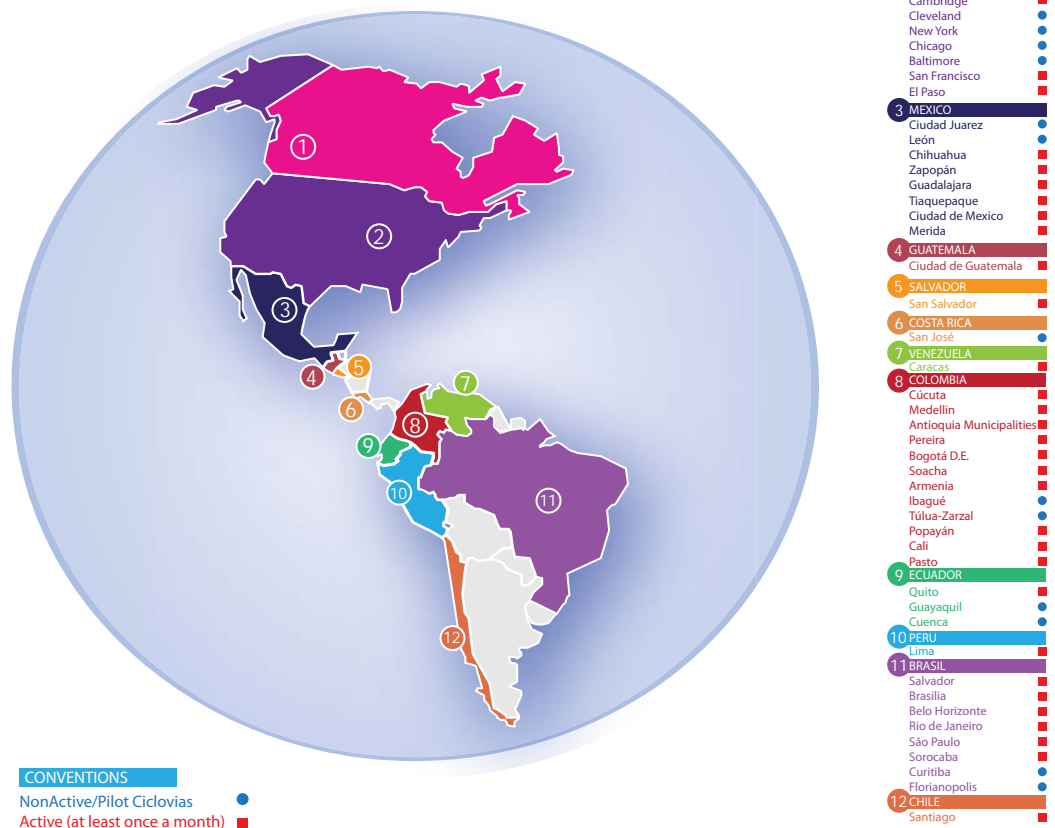 1
2
3
4
5
6
7
8
9
10
11
12
CONVENTIONS
NonActive/Pilot Ciclovias
Active (at least once a month)
Cambridge
Cleveland
New York
Chicago
Baltimore
San Francisco
El Paso
3 MEXICO
Ciudad Juarez
León
Chihuahua
Zapopán
Guadalajara
Tiaquepaque
Ciudad de Mexico
Merida
4 GUATEMALA
Ciudad de Guatemala
5 SALVADOR
San Salvador
6 COSTA RICA
San José
7 VENEZUELA
Caracas
8 COLOMBIA
Cúcuta
Medellin
Antioquia Municipalities
Pereira
Bogotá D.E.
Soacha
Armenia
Ibagué
Túlua-Zarzal
Popayán
Cali
Pasto
9 ECUADOR
Quito
Guayaquil
Cuenca
10 PERU
Lima
11 BRASIL
Salvador
Brasilia
Belo Horizonte
Rio de Janeiro
São Paulo
Sorocaba
Curitiba
Florianopolis
12 CHILE
Santiago